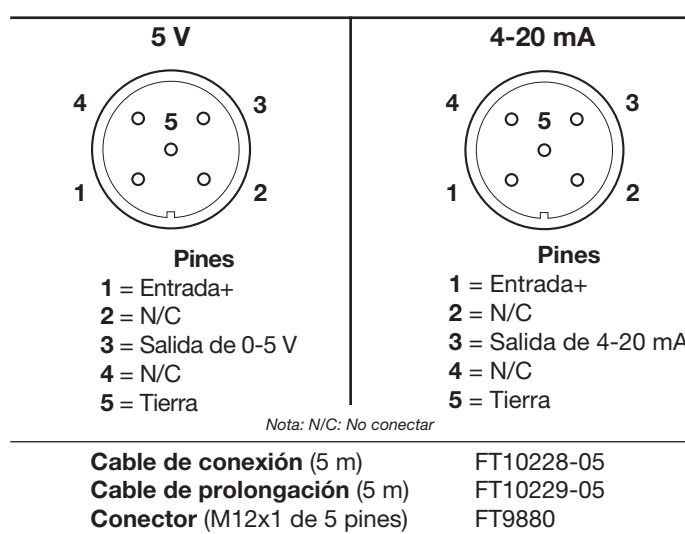 5 V
4 5 3
1 2
Pines
1 = Entrada+
2 = N/C
3 = Salida de 0-5 V
4 = N/C
5 = Tierra
4-20 mA
4 5 3
1 2
Pines
1 = Entrada+
2 = N/C
3 = Salida de 4-20 mA
4 = N/C
5 = Tierra
Nota: N/C: No conectar
Cable de conexión (5 m) FT10228-05
Cable de prolongación (5 m) FT10229-05
Conector (M12x1 de 5 pines) FT9880